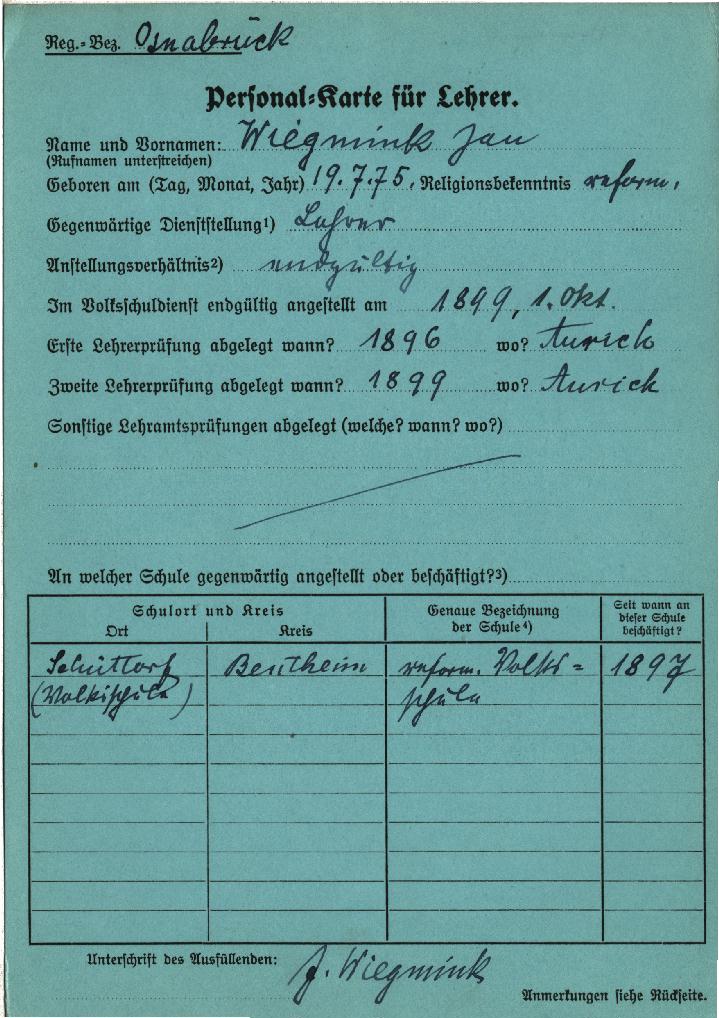 Reg.-Bez. Osnabrück
Personal-Karte für Lehrer.
Name und Vornamen: Wiegmink Jan
(Rufnamen unterstreichen)
Geboren am (Tag, Monat, Jahr) 19.7.75. Religionsbekenntnis reform.
Gegenwärtige Dienststellung1) Lehrer
Anstellungsverhältnis2) endgültig
Im Volksschuldienst endgültig angestellt am 1899, 1. Okt.
Erste Lehrerprüfung abgelegt wann? 1896 wo? Aurich
Zweite Lehrerprüfung abgelegt wann? 1899 wo? Aurich
Sonstige Lehramtsprüfungen abgelegt (welche? wann? wo?)
An welcher Schule gegenwärtig angestellt oder beschäftigt?3)
Schulort und Kreis
Ort Kreis
Genaue Bezeichnung
der Schule4)
Seit wann an
dieser Schule
beschäftigt?
Schüttorf Bentheim reform. Volks= 1897
(Volksschule) schule
Unterschrift des Ausfüllenden: J. Wiegmink
Anmerkungen siehe Rückseite.